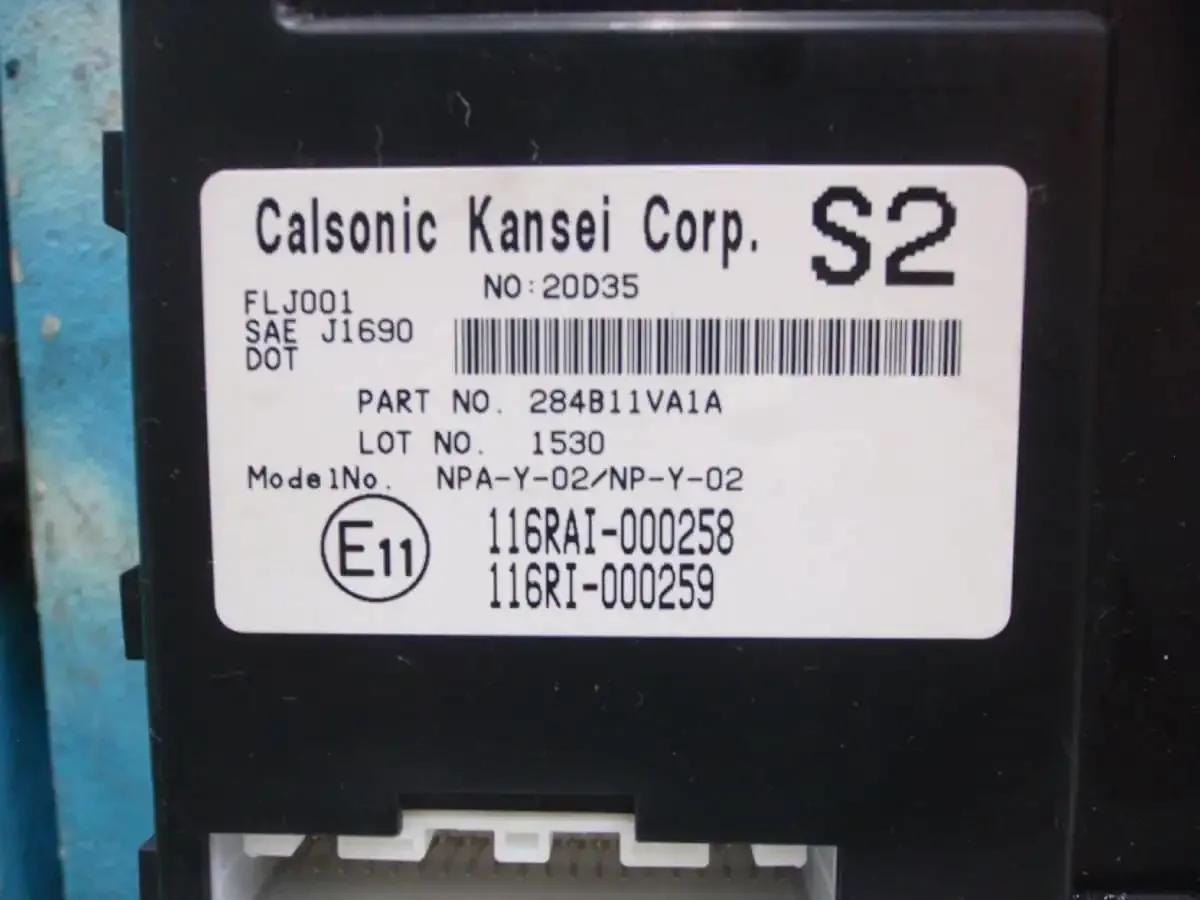 Calsonic Kansei Corp. S2
NO:20D35
FLJ001
SAE J1690
DOT
PART NO. 284B11VA1A
LOT NO. 1530
ModelNo. NPA-Y-02/NP-Y-02
E11 116RAI-000258
116RI-000259